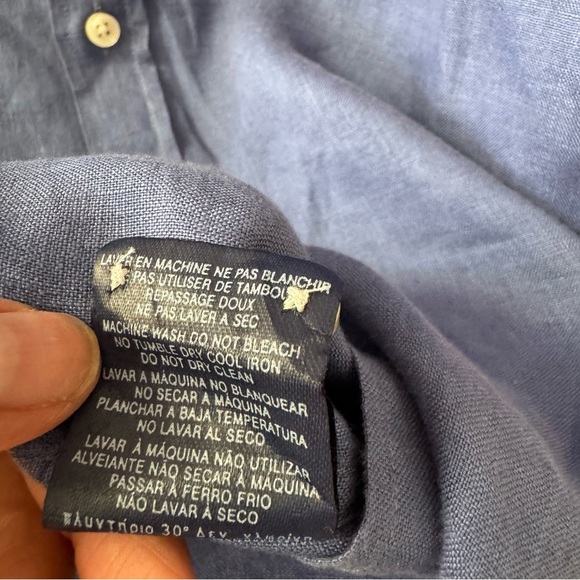 LAVER EN MACHINE NE PAS BLANCHIR
PAS UTILISER DE TAMBOUR
REPASSAGE DOUX
NE PAS LAVER A SEC
MACHINE WASH DO NOT BLEACH
NO TUMBLE DRY COOL IRON
DO NOT DRY CLEAN
LAVAR A MÁQUINA NO BLANQUEAR
NO SECAR A MÁQUINA
PLANCHAR A BAJA TEMPERATURA
NO LAVAR AL SECO
LAVAR À MÁQUINA NÃO UTILIZAR
ALVEIANTE NÃO SECAR À MAQUINA
PASSAR À FERRO FRIO
NÃO LAVAR À SECO
30°